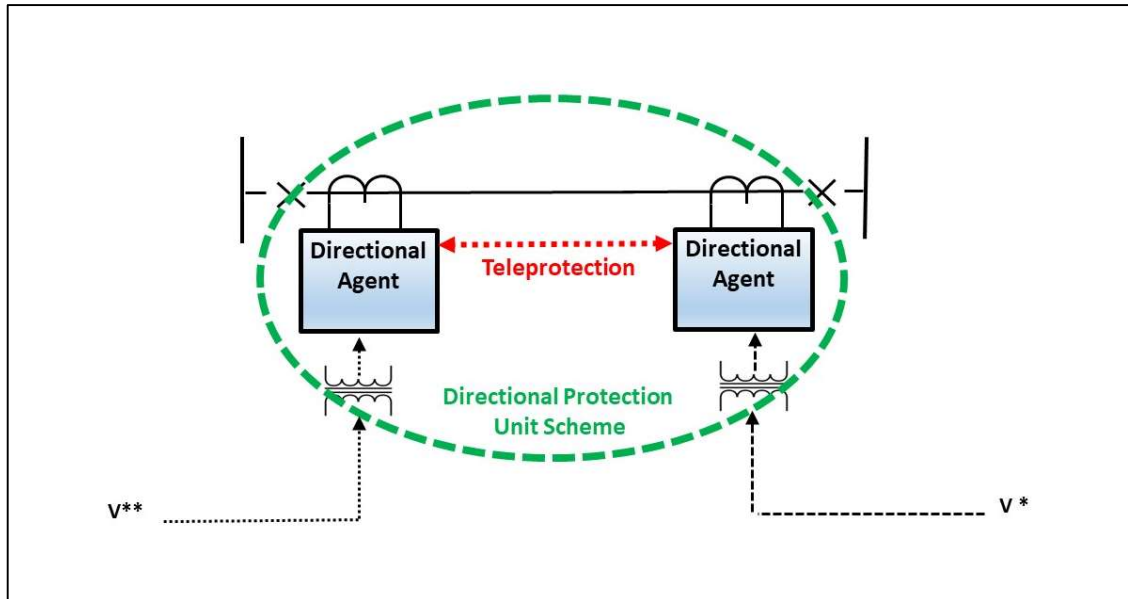 Directional
Agent
Directional
Agent
Teleprotection
Directional Protection
Unit Scheme
V**
V *